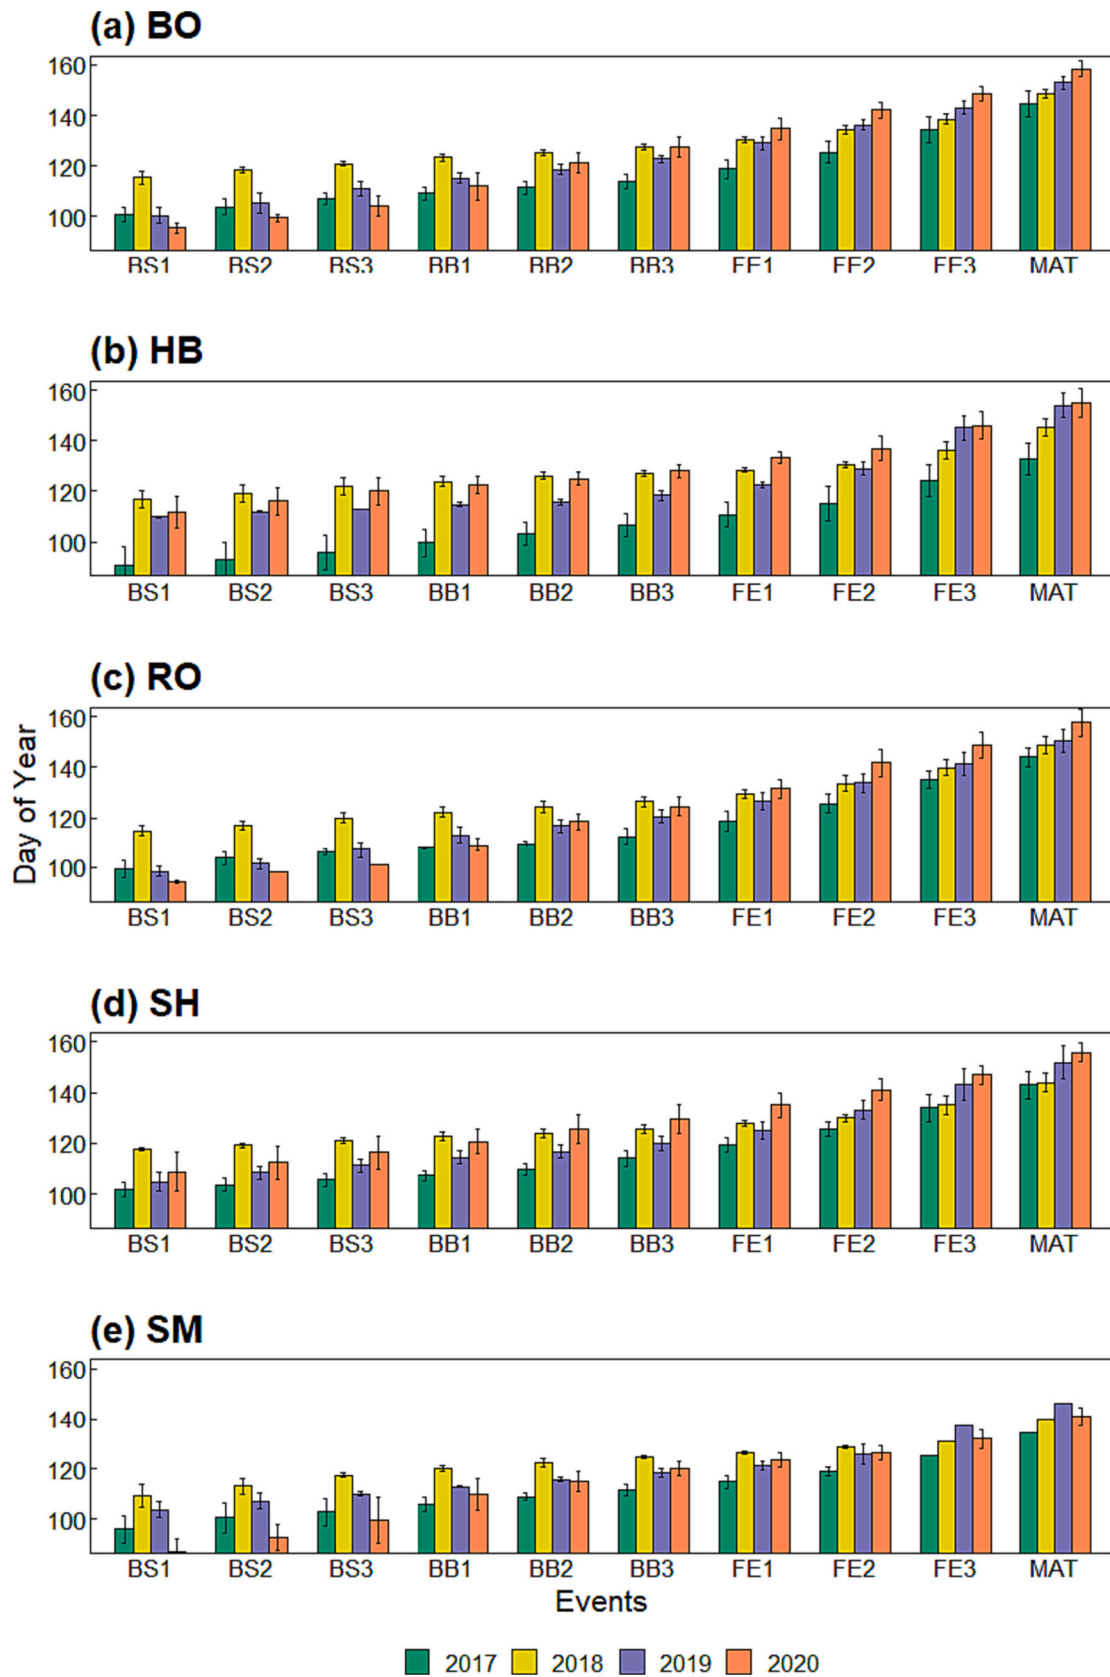 (a) BO
160
140
120
100
BS1 BS2 BS3 BB1 BB2 BB3 FE1 FE2 FE3 MAT
(b) HB
160
140
120
100
BS1 BS2 BS3 BB1 BB2 BB3 FE1 FE2 FE3 MAT
(c) RO
160
140
120
100
BS1 BS2 BS3 BB1 BB2 BB3 FE1 FE2 FE3 MAT
Day of Year
(d) SH
160
140
120
100
BS1 BS2 BS3 BB1 BB2 BB3 FE1 FE2 FE3 MAT
(e) SM
160
140
120
100
BS1 BS2 BS3 BB1 BB2 BB3 FE1 FE2 FE3 MAT
Events
2017 2018 2019 2020